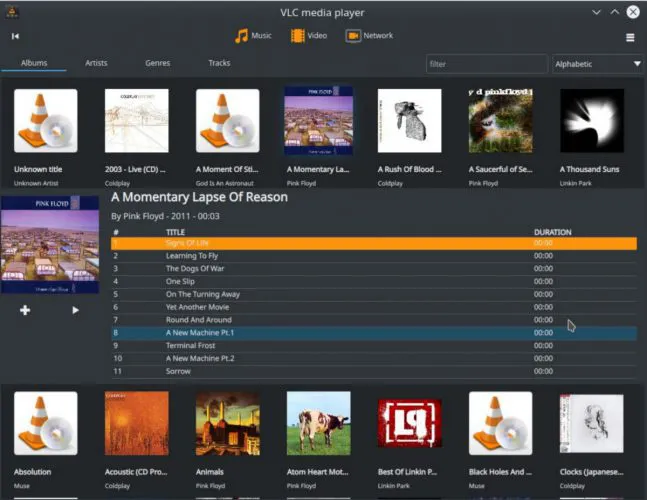 VLC media player
Music Video Network
Albums Artists Genres Tracks filter Alphabetic
PINK FLOYD
Unknown title 2003 - Live (CD) ... A Moment Of Sti... A Momentary La... A Rush Of Blood ... A Saucerful of Se... A Thousand Suns
Unknown Artist Coldplay God Is An Astronaut Pink Floyd Coldplay Pink Floyd Linkin Park
PINK FLOYD
A Momentary Lapse Of Reason
By Pink Floyd - 2011 - 00:03
# TITLE DURATION
1 Signs Of Life 00:00
2 Learning To Fly 00:00
3 The Dogs Of War 00:00
4 One Slip 00:00
5 On The Turning Away 00:00
6 Yet Another Movie 00:00
7 Round And Around 00:00
8 A New Machine Pt.1 00:00
9 Terminal Frost 00:00
10 A New Machine Pt.2 00:00
11 Sorrow 00:00
Absolution Acoustic (CD Pro... Animals Atom Heart Mot... Best Of Linkin P... Black Holes And ... Clocks (Japanese...
Muse Coldplay Pink Floyd Pink Floyd Linkin Park Muse Coldplay